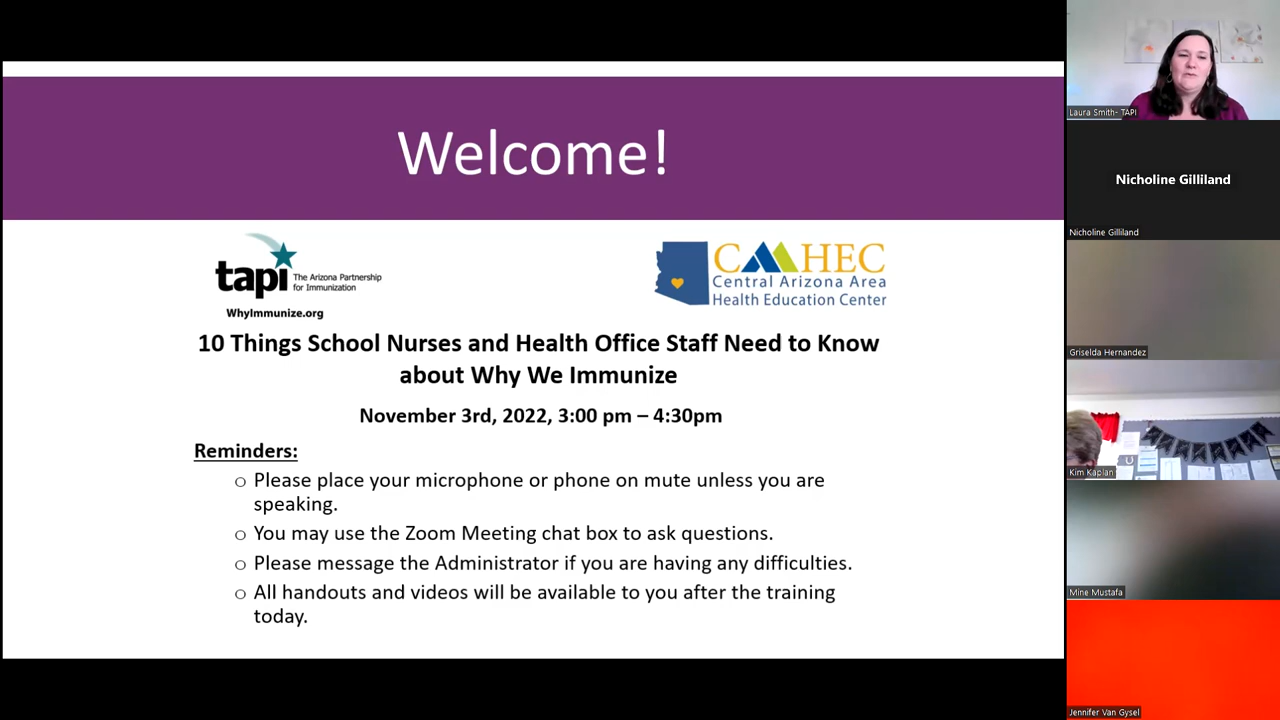 Welcome!
tapi The Arizona Partnership
for Immunization
WhyImmunize.org
CAAHEC
Central Arizona Area
Health Education Center
10 Things School Nurses and Health Office Staff Need to Know
about Why We Immunize
November 3rd, 2022, 3:00 pm – 4:30pm
Reminders:
o Please place your microphone or phone on mute unless you are
speaking.
o You may use the Zoom Meeting chat box to ask questions.
o Please message the Administrator if you are having any difficulties.
o All handouts and videos will be available to you after the training
today.
Laura Smith- TAPI
Nicholine Gilliland
Nicholine Gilliland
Griselda Hernandez
Kim Kaplan
Mine Mustafa
Jennifer Van Gysel